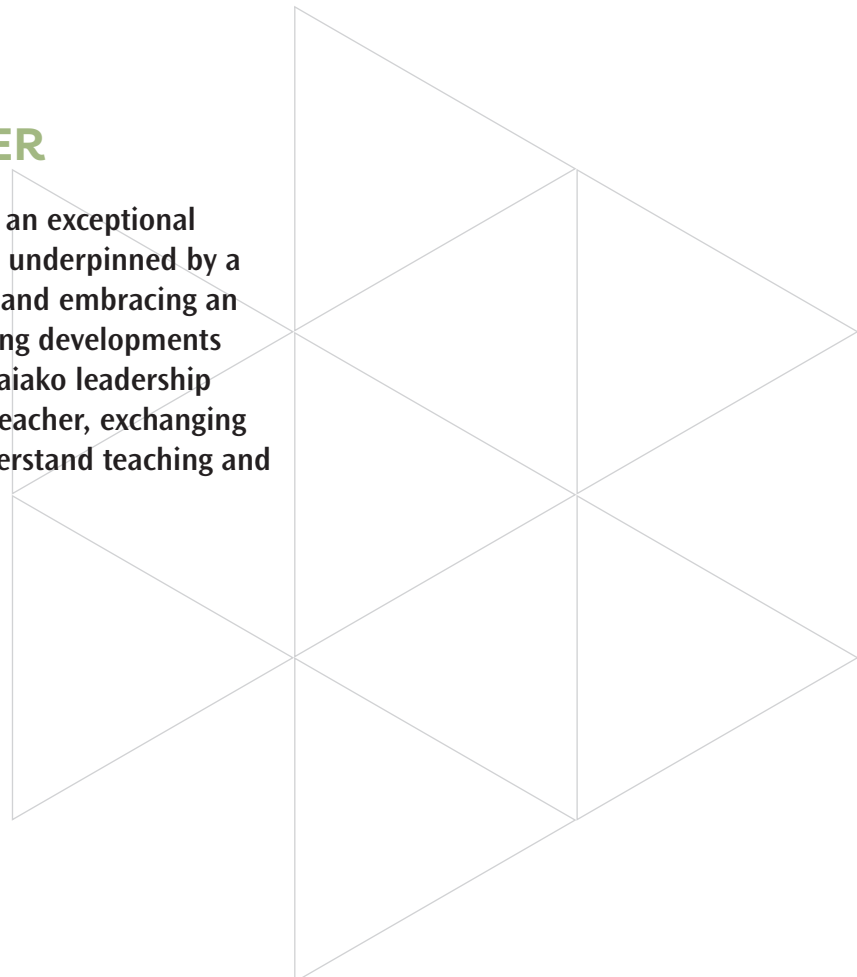 ER
an exceptional
underpinned by a
and embracing an
ng developments
aiako leadership
eacher, exchanging
erstand teaching and